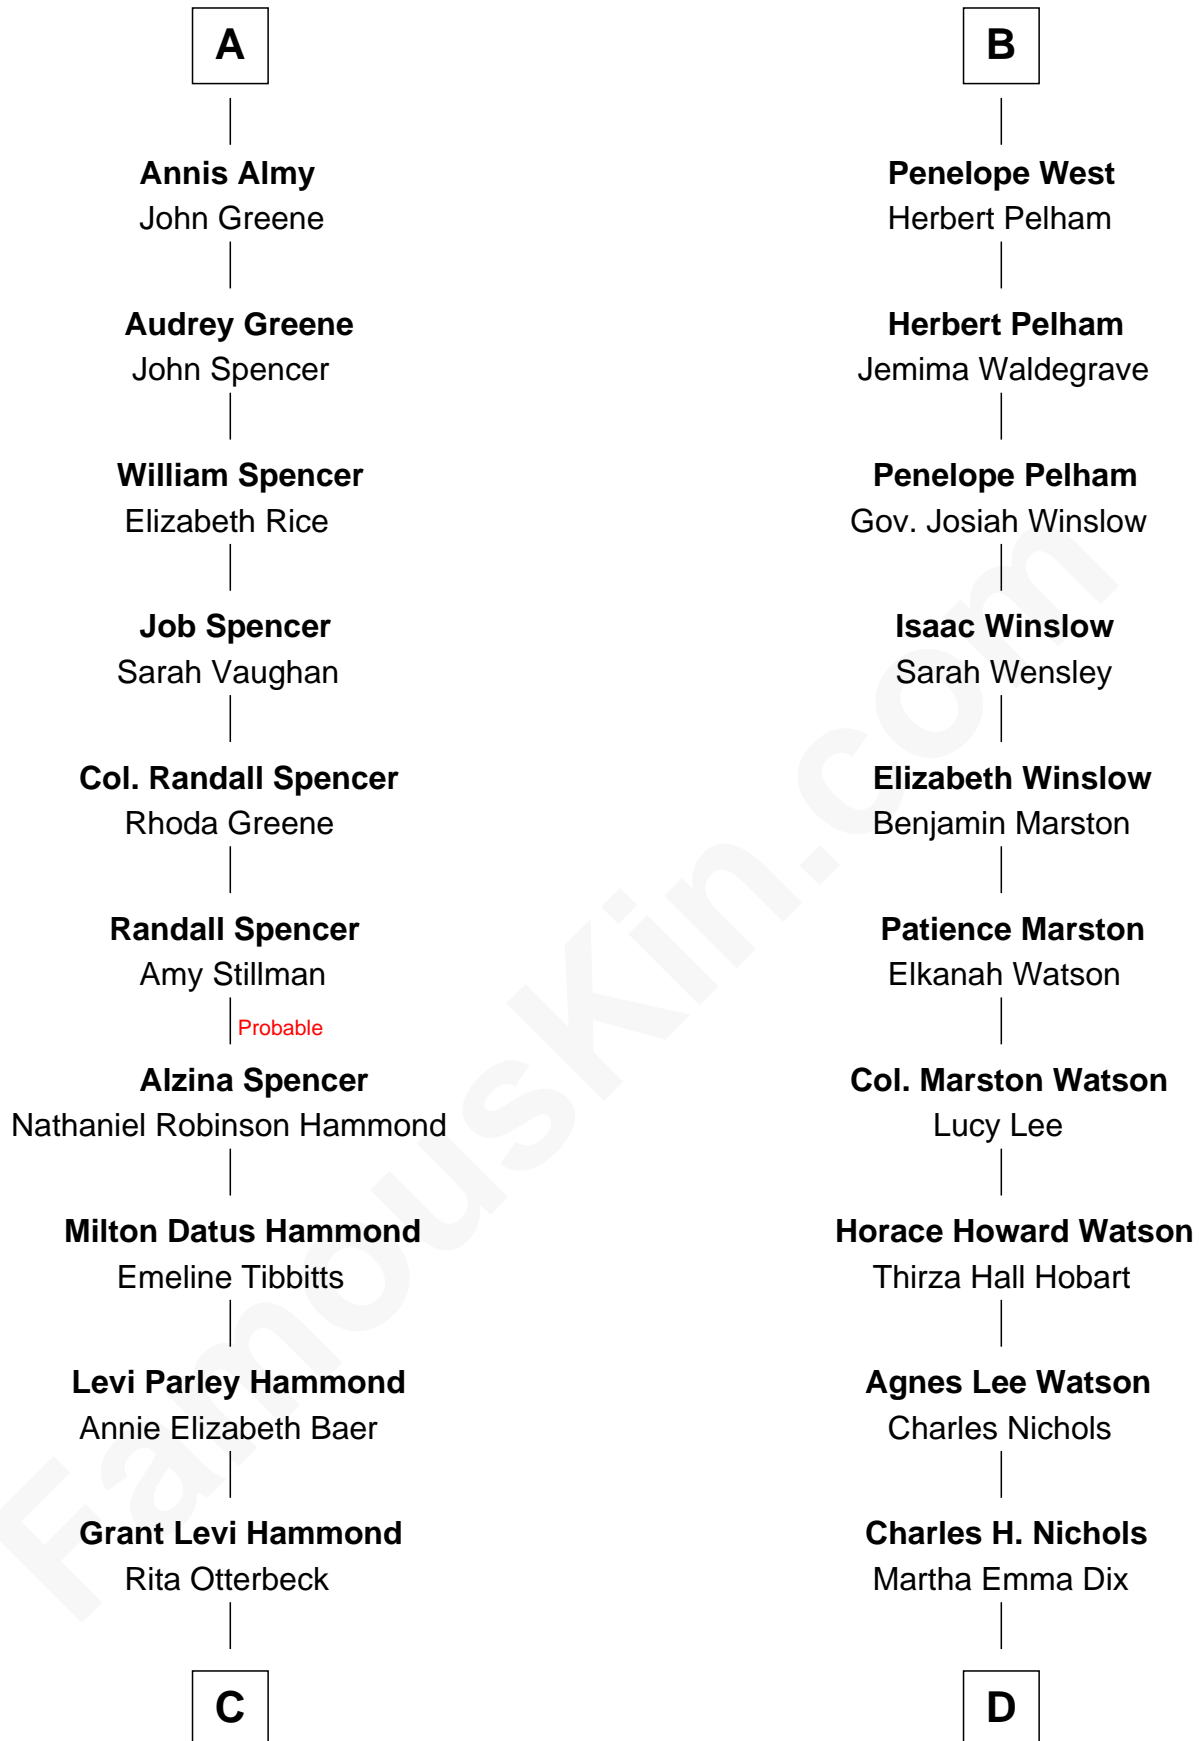 A
Annis Almy
John Greene
Audrey Greene
John Spencer
William Spencer
Elizabeth Rice
Job Spencer
Sarah Vaughan
Col. Randall Spencer
Rhoda Greene
Randall Spencer
Amy Stillman
Probable
Alzina Spencer
Nathaniel Robinson Hammond
Milton Datus Hammond
Emeline Tibbitts
Levi Parley Hammond
Annie Elizabeth Baer
Grant Levi Hammond
Rita Otterbeck
C
B
Penelope West
Herbert Pelham
Herbert Pelham
Jemima Waldegrave
Penelope Pelham
Gov. Josiah Winslow
Isaac Winslow
Sarah Wensley
Elizabeth Winslow
Benjamin Marston
Patience Marston
Elkanah Watson
Col. Marston Watson
Lucy Lee
Horace Howard Watson
Thirza Hall Hobart
Agnes Lee Watson
Charles Nichols
Charles H. Nichols
Martha Emma Dix
D
FamousKin.com